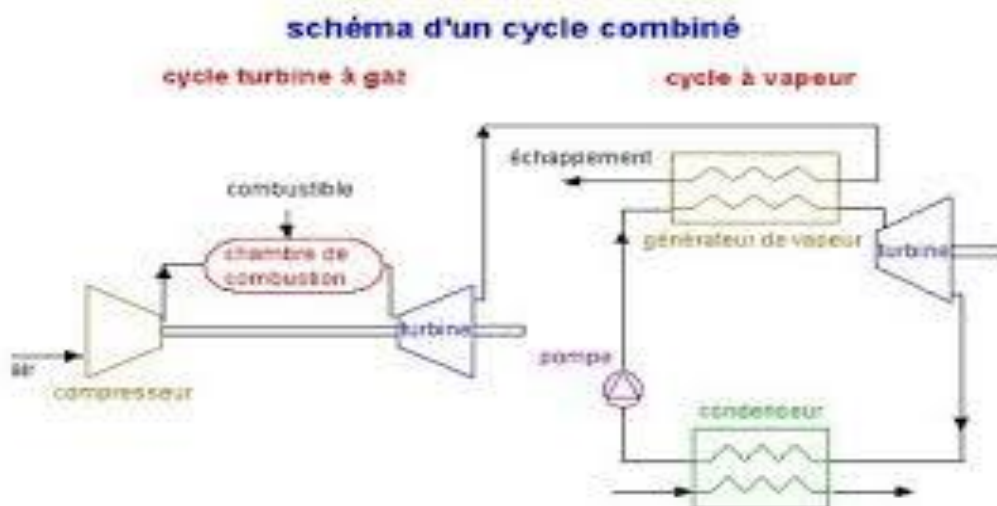 schéma d'un cycle combiné
cycle turbine à gaz
cycle à vapeur
échappement
combustible
chambre de
combustion
générateur de vapeur
turbine
turbine
air
pompe
compresseur
condenseur